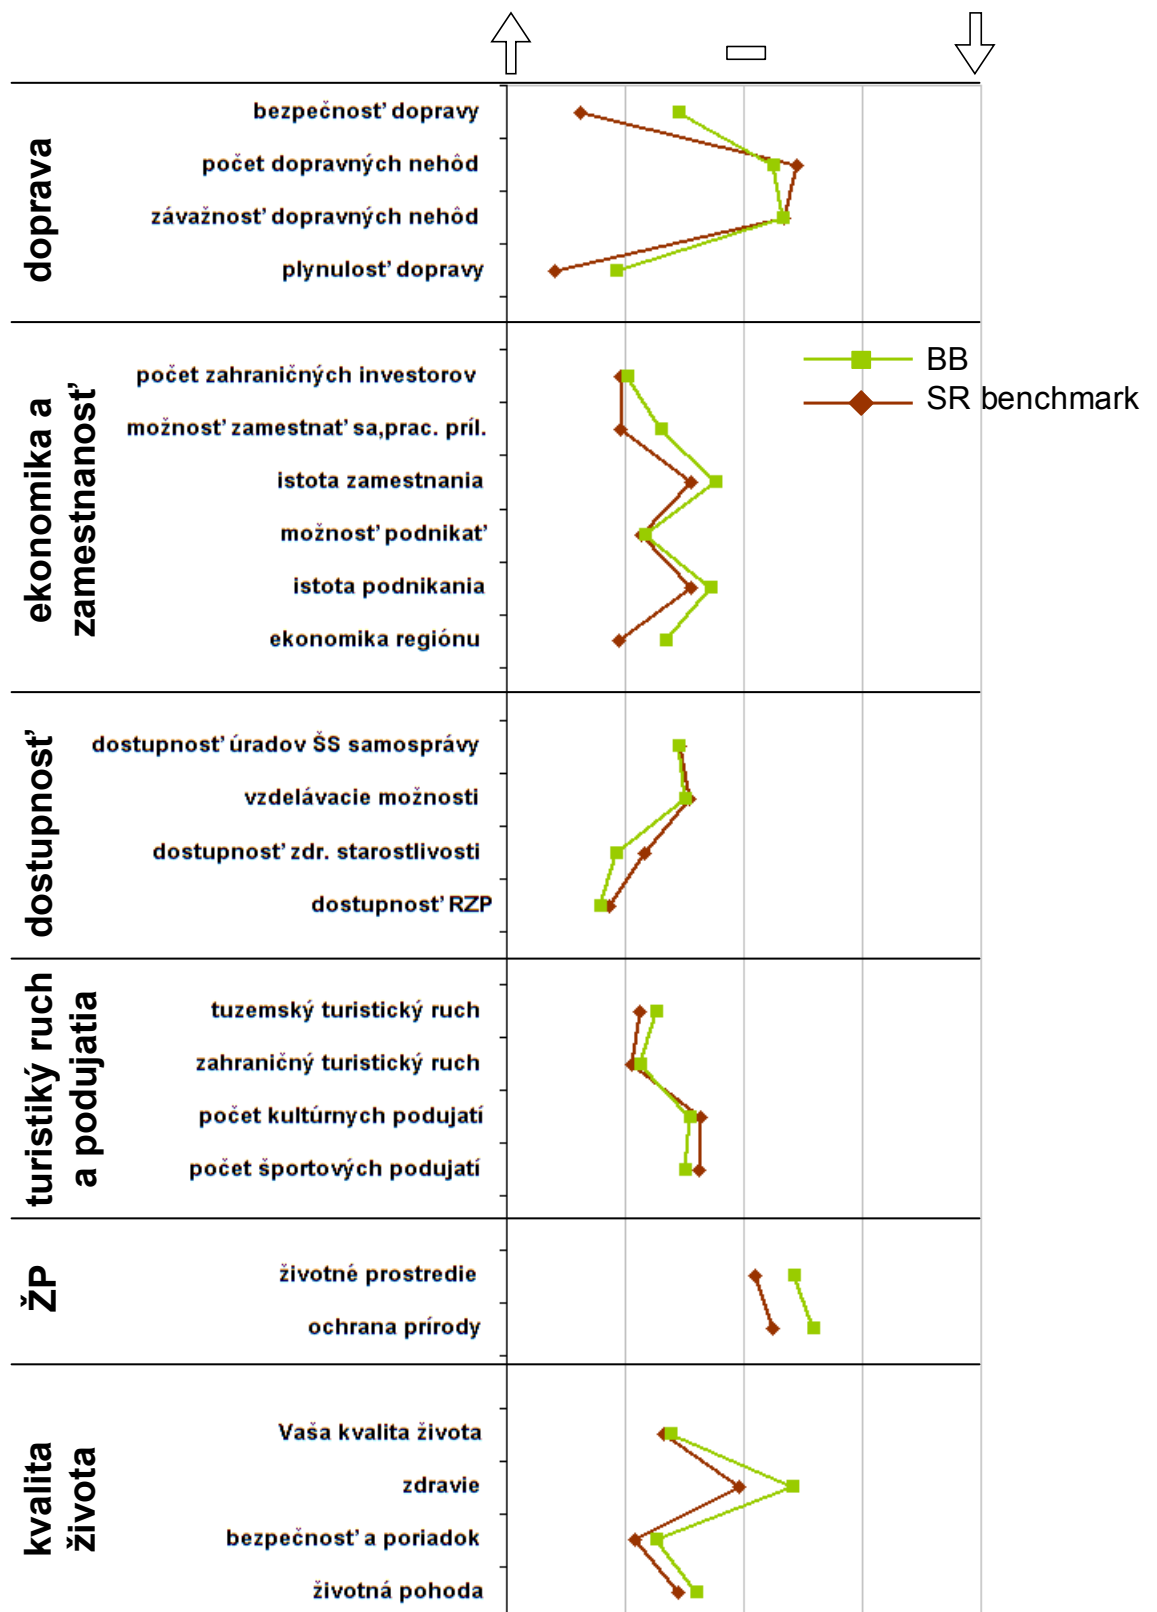 doprava
bezpečnosť dopravy
počet dopravných nehôd
závažnosť dopravných nehôd
plynulosť dopravy
BB
SR benchmark
ekonomika a
zamestnanosť
počet zahraničných investorov
možnosť zamestnať sa,prac. príl.
istota zamestnania
možnosť podnikať
istota podnikania
ekonomika regiónu
dostupnosť
dostupnosť úradov ŠS samosprávy
vzdelávacie možnosti
dostupnosť zdr. starostlivosti
dostupnosť RZP
turistiký ruch
a podujatia
tuzemský turistický ruch
zahraničný turistický ruch
počet kultúrnych podujatí
počet športových podujatí
ŽP
životné prostredie
ochrana prírody
kvalita
života
Vaša kvalita života
zdravie
bezpečnosť a poriadok
životná pohoda